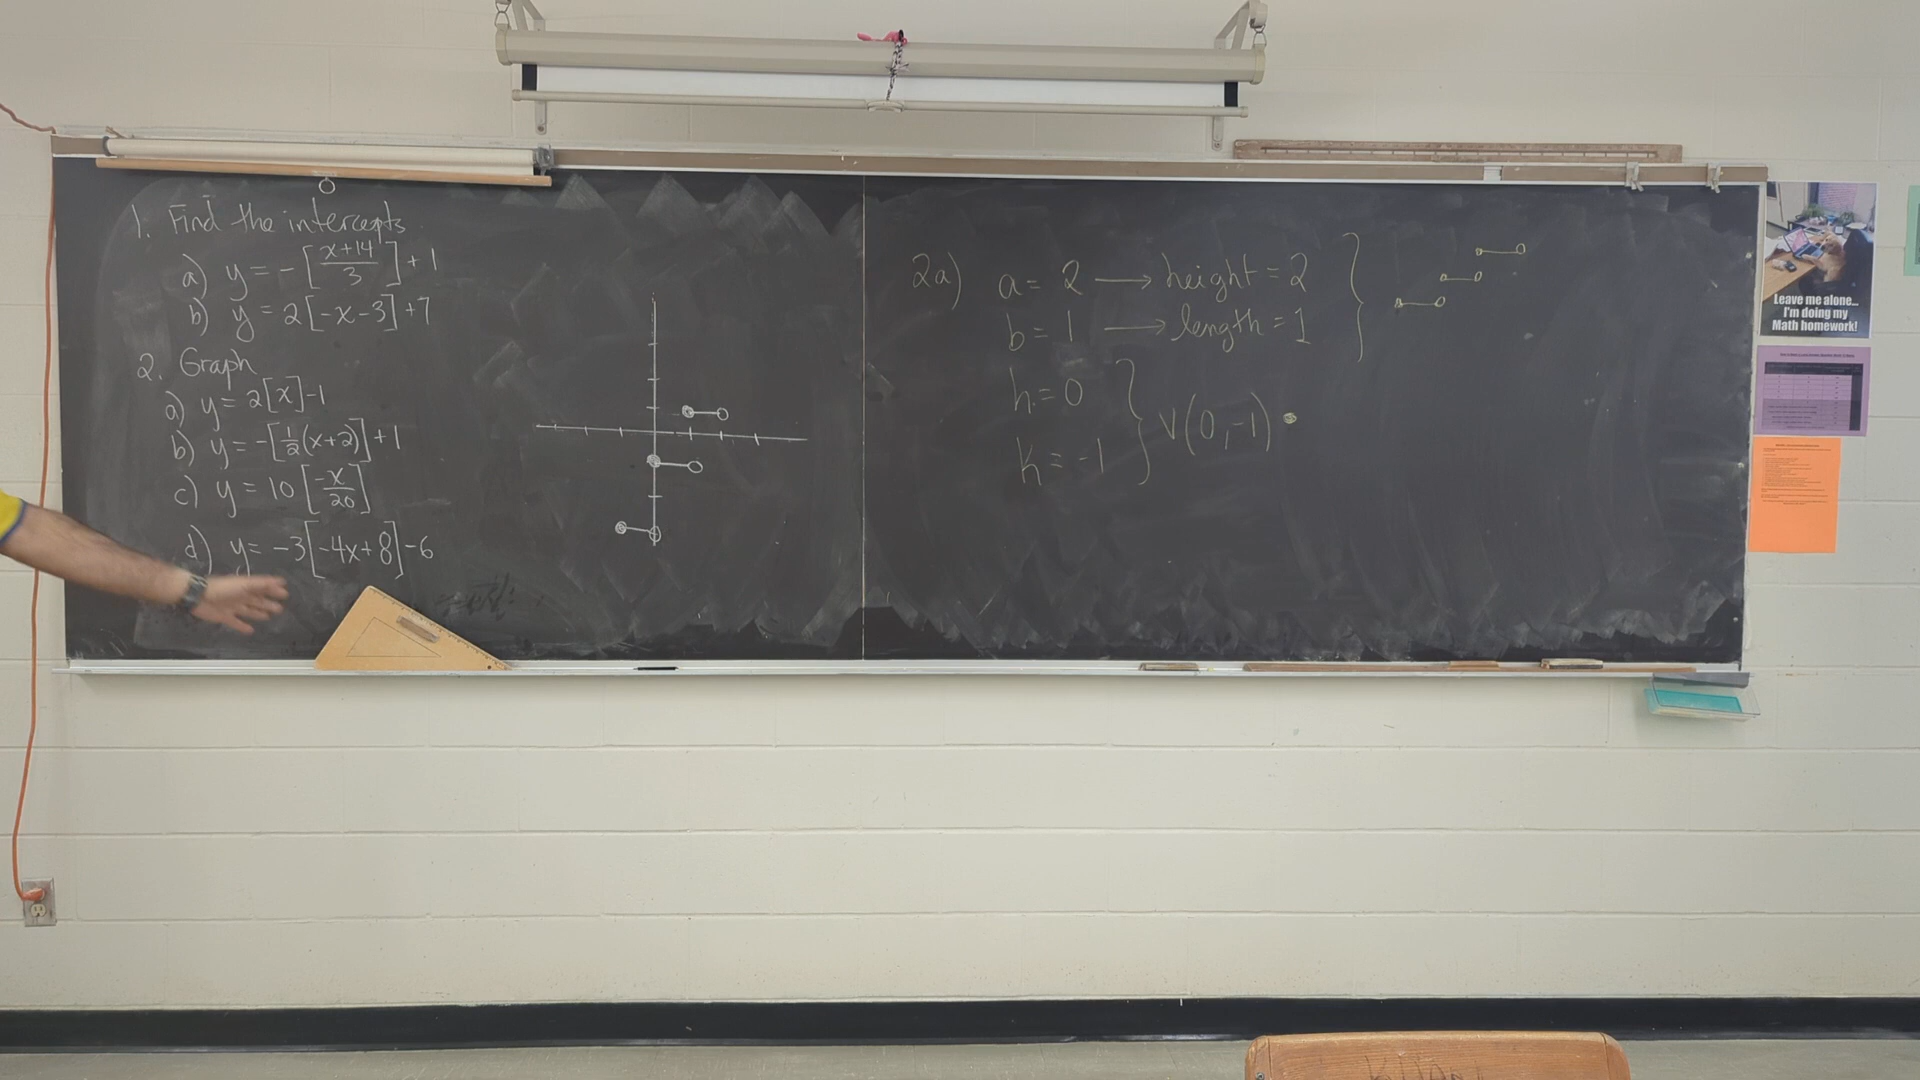 1. Find the intercepts
a) y = -[x+14/3] + 1
b) y = 2[-x-3] + 7
2. Graph
a) y = 2[x] - 1
b) y = -[1/2(x+2)] + 1
c) y = 10[-x/20]
d) y = -3[-4x+8] - 6
2a) a = 2 → height = 2
b = 1 → length = 1
h = 0
k = -1
V(0,-1)
Leave me alone...
I'm doing my
Math homework!